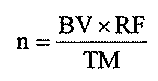 n = BV × RF / TM